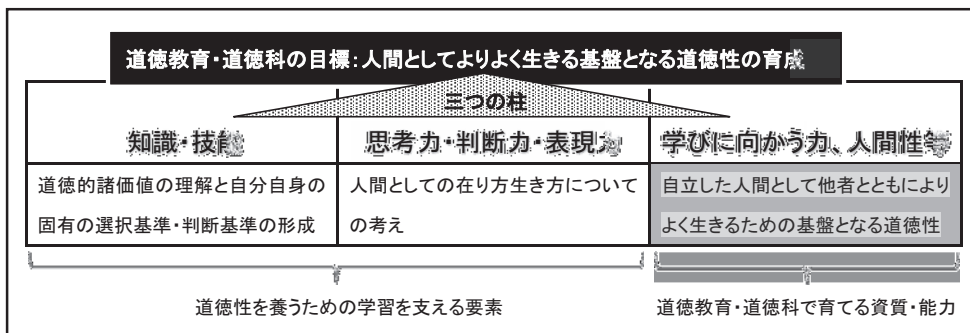 道徳教育・道徳科の目標：人間としてよりよく生きる基盤となる道徳性の育成
三つの柱
知識・技能
思考力・判断力・表現力
学びに向かう力、人間性等
道徳的諸価値の理解と自分自身の
固有の選択基準・判断基準の形成
人間としての在り方生き方について
の考え
自立した人間として他者とともにより
よく生きるための基盤となる道徳性
道徳性を養うための学習を支える要素
道徳教育・道徳科で育てる資質・能力